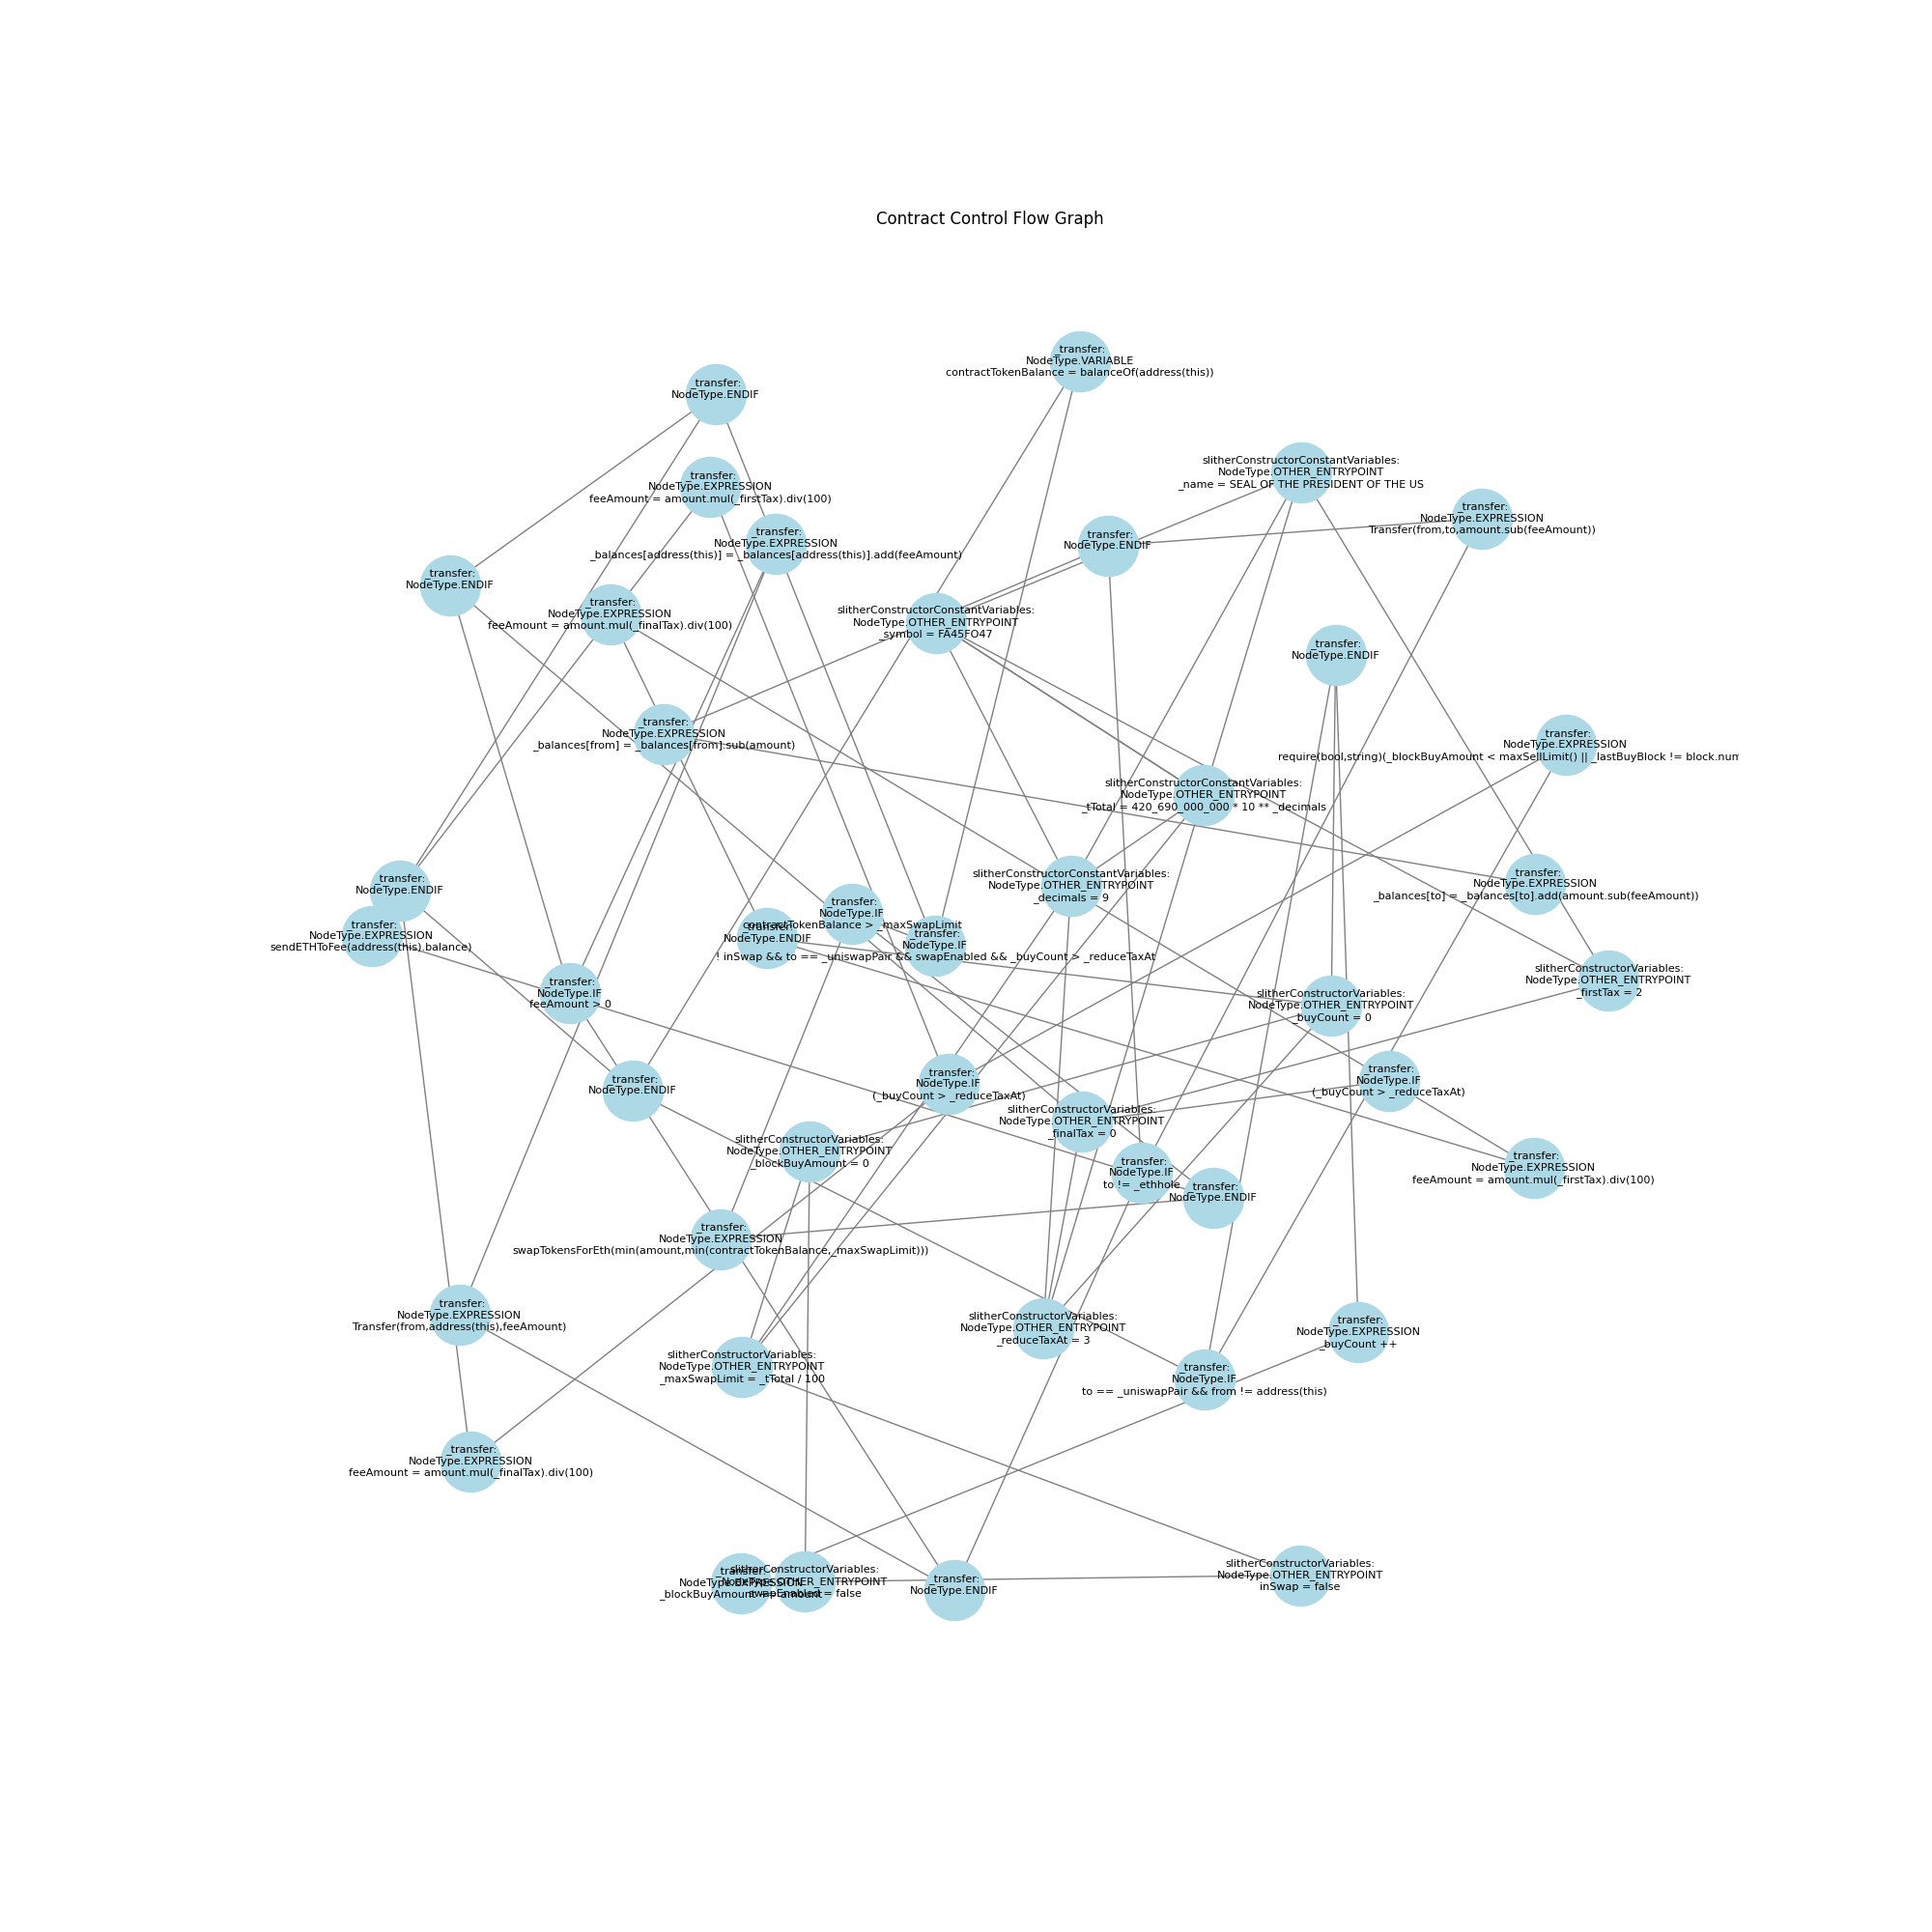 Contract Control Flow Graph
_transfer:
NodeType.VARIABLE
contractTokenBalance = balanceOf(address(this))
_transfer:
NodeType.ENDIF
slitherConstructorConstantVariables:
NodeType.OTHER_ENTRYPOINT
_name = SEAL OF THE PRESIDENT OF THE US
_transfer:
NodeType.EXPRESSION
feeAmount = amount.mul(_firstTax).div(100)
_transfer:
NodeType.EXPRESSION
Transfer(from,to,amount.sub(feeAmount))
_transfer:
NodeType.EXPRESSION
_balances[address(this)] = _balances[address(this)].add(feeAmount)
_transfer:
NodeType.ENDIF
_transfer:
NodeType.ENDIF
_transfer:
NodeType.EXPRESSION
feeAmount = amount.mul(_finalTax).div(100)
slitherConstructorConstantVariables:
NodeType.OTHER_ENTRYPOINT
_symbol = FA45FO47
_transfer:
NodeType.ENDIF
_transfer:
NodeType.EXPRESSION
_balances[from] = _balances[from].sub(amount)
_transfer:
NodeType.EXPRESSION
require(bool,string)(_blockBuyAmount < maxSellLimit() || _lastBuyBlock != block.num
slitherConstructorConstantVariables:
NodeType.OTHER_ENTRYPOINT
_tTotal = 420_690_000_000 * 10 ** _decimals
_transfer:
NodeType.ENDIF
slitherConstructorConstantVariables:
NodeType.OTHER_ENTRYPOINT
_decimals = 9
_transfer:
NodeType.EXPRESSION
_balances[to] = _balances[to].add(amount.sub(feeAmount))
_transfer:
NodeType.IF
contractTokenBalance > _maxSwapLimit
_transfer:
NodeType.EXPRESSION
sendETHToFee(address(this).balance)
_transfer:
NodeType.ENDIF
_transfer:
NodeType.IF
! inSwap && to == _uniswapPair && swapEnabled && _buyCount > _reduceTaxAt
_transfer:
NodeType.IF
feeAmount > 0
slitherConstructorVariables:
NodeType.OTHER_ENTRYPOINT
_buyCount = 0
slitherConstructorVariables:
NodeType.OTHER_ENTRYPOINT
_firstTax = 2
_transfer:
NodeType.ENDIF
_transfer:
NodeType.IF
(_buyCount > _reduceTaxAt)
_transfer:
NodeType.IF
(_buyCount > _reduceTaxAt)
slitherConstructorVariables:
NodeType.OTHER_ENTRYPOINT
_finalTax = 0
slitherConstructorVariables:
NodeType.OTHER_ENTRYPOINT
_blockBuyAmount = 0
_transfer:
NodeType.IF
to != _ethhole
_transfer:
NodeType.ENDIF
_transfer:
NodeType.EXPRESSION
feeAmount = amount.mul(_firstTax).div(100)
_transfer:
NodeType.EXPRESSION
swapTokensForEth(min(amount,min(contractTokenBalance,_maxSwapLimit)))
_transfer:
NodeType.EXPRESSION
Transfer(from,address(this),feeAmount)
slitherConstructorVariables:
NodeType.OTHER_ENTRYPOINT
_reduceTaxAt = 3
_transfer:
NodeType.EXPRESSION
_buyCount ++
slitherConstructorVariables:
NodeType.OTHER_ENTRYPOINT
_maxSwapLimit = _tTotal / 100
_transfer:
NodeType.IF
to == _uniswapPair && from != address(this)
_transfer:
NodeType.EXPRESSION
feeAmount = amount.mul(_finalTax).div(100)
_transfer:
NodeType.EXPRESSION
_blockBuyAmount += amount
slitherConstructorVariables:
NodeType.OTHER_ENTRYPOINT
swapEnabled = false
_transfer:
NodeType.ENDIF
slitherConstructorVariables:
NodeType.OTHER_ENTRYPOINT
inSwap = false